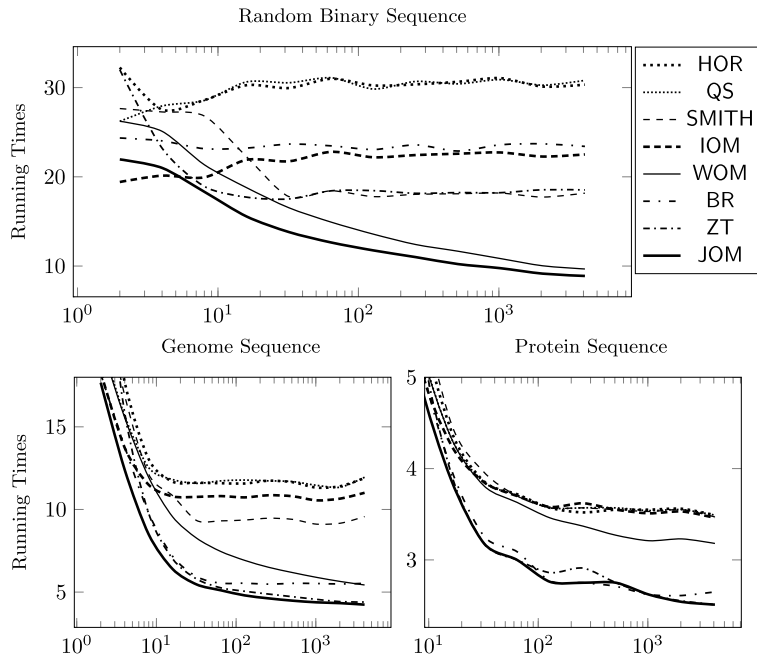 Random Binary Sequence
Running Times
30
20
10
10^0
10^1
10^2
10^3
HOR
QS
SMITH
IOM
WOM
BR
ZT
JOM
Genome Sequence
Running Times
15
10
5
10^0
10^1
10^2
10^3
Protein Sequence
5
4
3
10^1
10^2
10^3